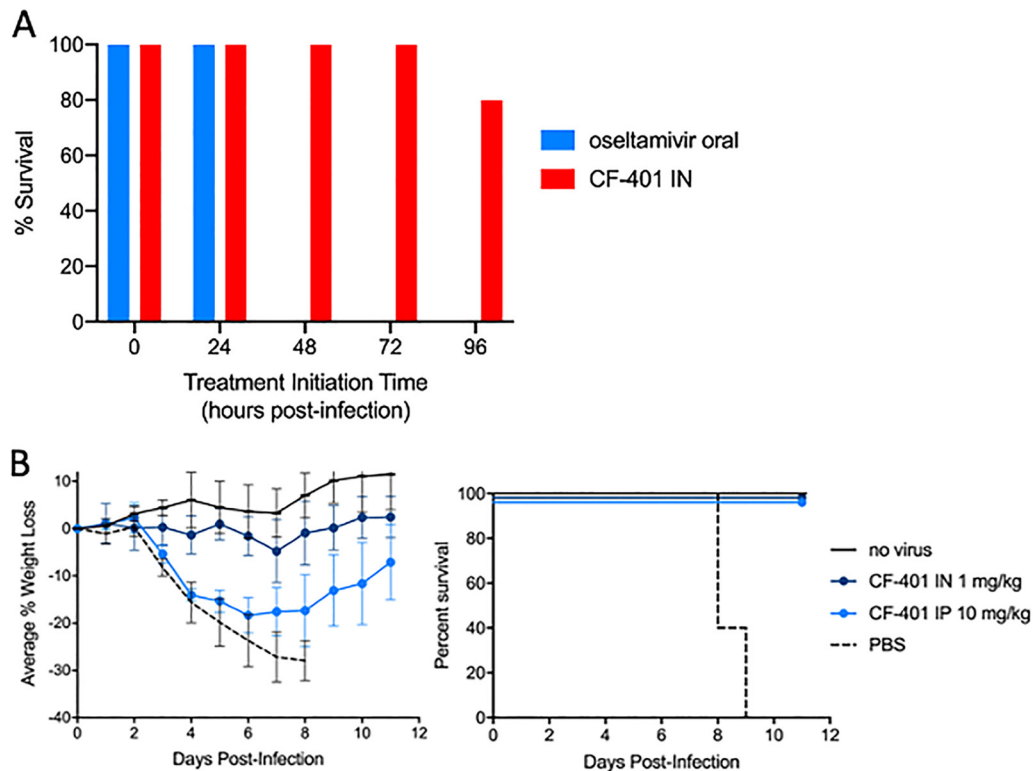 A
% Survival
100
80
60
40
20
0
0 24 48 72 96
Treatment Initiation Time
(hours post-infection)
oseltamivir oral
CF-401 IN
B
Average % Weight Loss
10
0
-10
-20
-30
-40
0 2 4 6 8 10 12
Days Post-Infection
Percent survival
100
80
60
40
20
0
0 2 4 6 8 10 12
Days Post-Infection
no virus
CF-401 IN 1 mg/kg
CF-401 IP 10 mg/kg
PBS